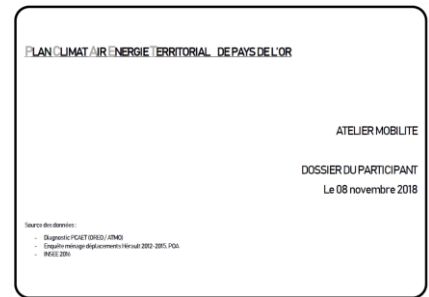 PLAN CLIMAT AIR ENERGIE TERRITORIAL DE PAYS DE L'OR
ATELIER MOBILITE
DOSSIER DU PARTICIPANT
Le 08 novembre 2018
Source des données :
- Diagnostic PCAET (OREO / ATMO)
- Enquête ménage déplacements Hérault 2012-2015, POA
- INSEE 2016